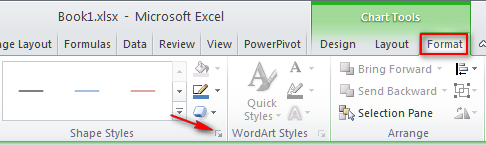 Book1.xlsx - Microsoft Excel
Chart Tools
ge Layout Formulas Data Review View PowerPivot Design Layout Format
Quick Styles
Bring Forward
Send Backward
Selection Pane
Shape Styles WordArt Styles Arrange